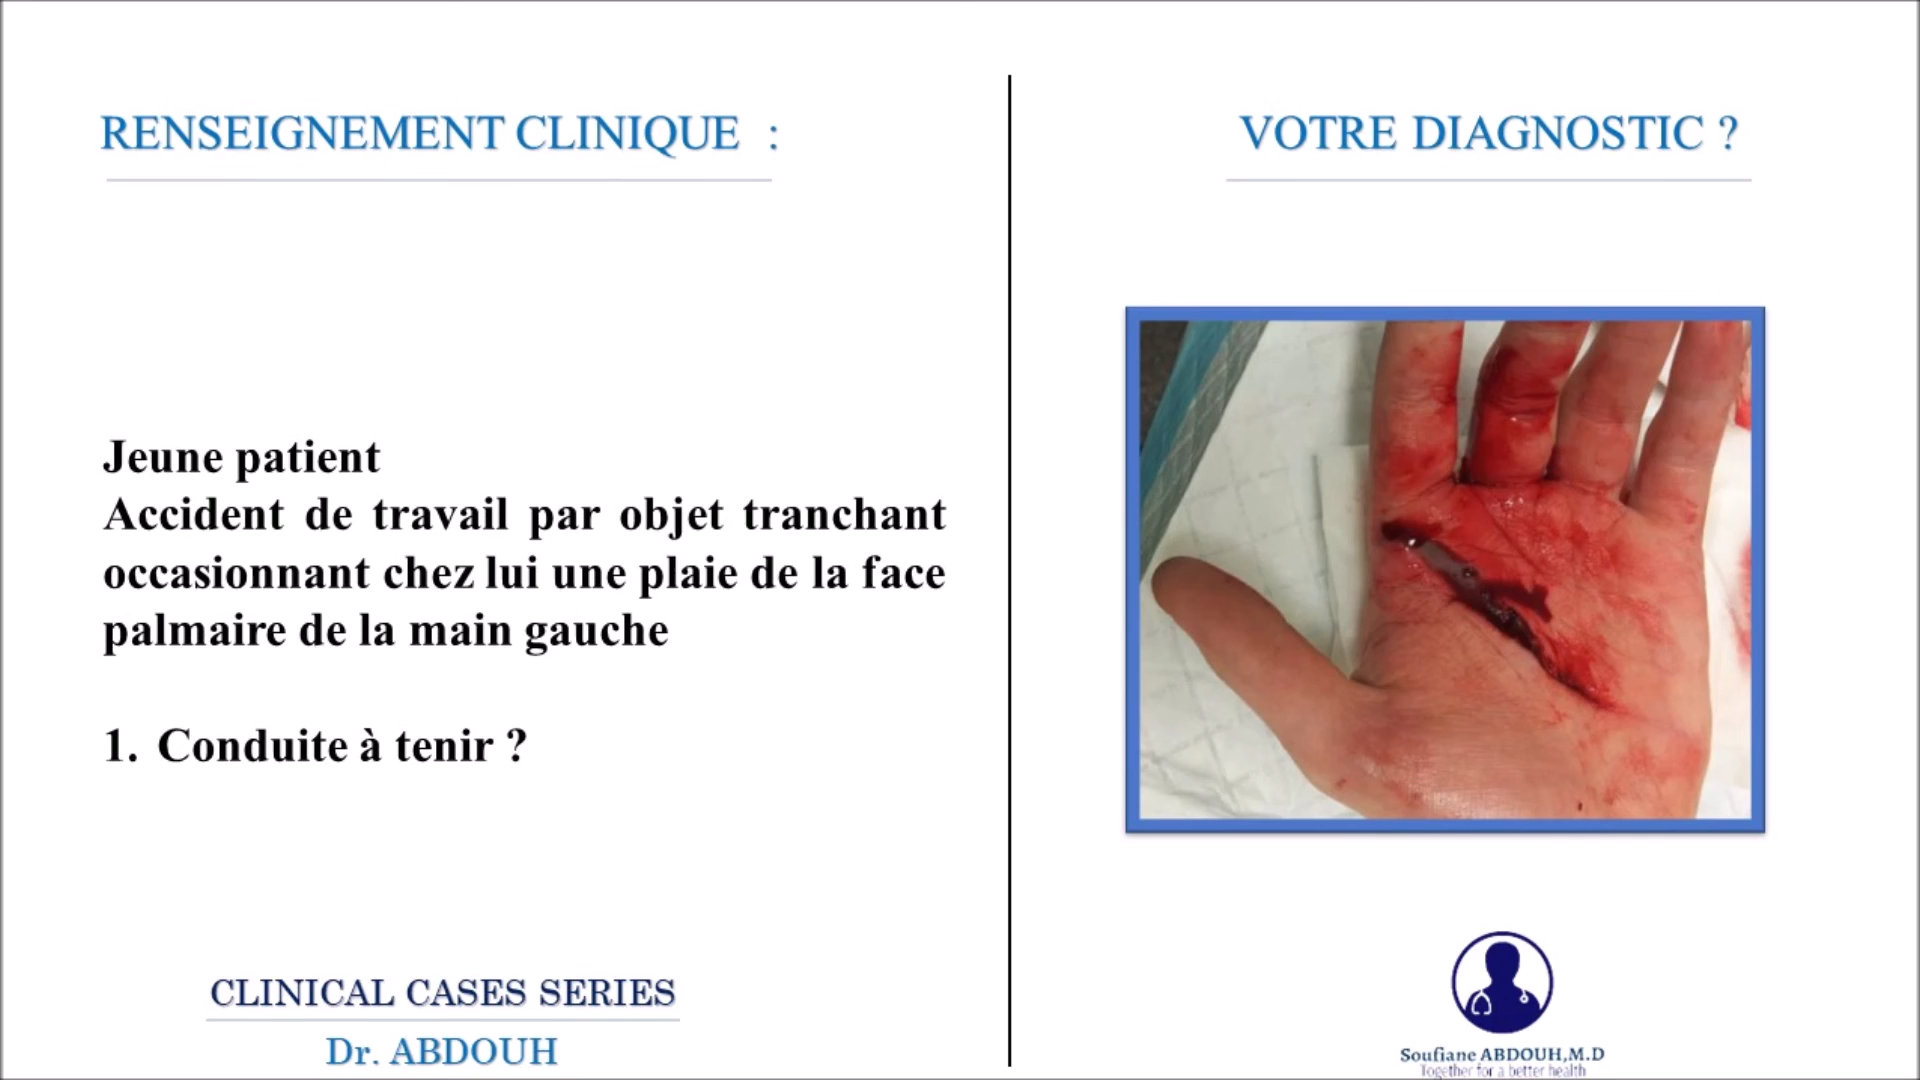 RENSEIGNEMENT CLINIQUE :
Jeune patient
Accident de travail par objet tranchant
occasionnant chez lui une plaie de la face
palmaire de la main gauche
1. Conduite à tenir ?
CLINICAL CASES SERIES
Dr. ABDOUH
VOTRE DIAGNOSTIC ?
Soufiane ABDOUH,M.D
Together for a better health